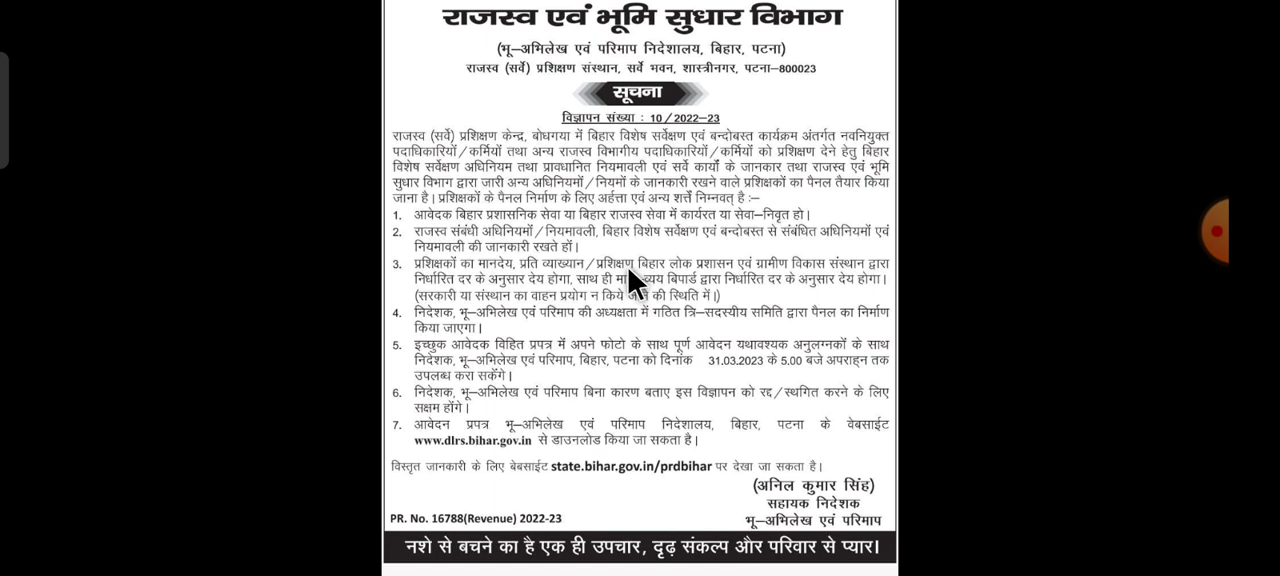 राजस्व एवं भूमि सुधार विभाग
(भू–अभिलेख एवं परिमाप निदेशालय, बिहार, पटना)
राजस्व (सर्वे) प्रशिक्षण संस्थान, सर्वे भवन, शास्त्रीनगर, पटना–800023
सूचना
विज्ञापन संख्या : 10/2022–23
राजस्व (सर्वे) प्रशिक्षण केन्द्र, बोधगया में बिहार विशेष सर्वेक्षण एवं बन्दोबस्त कार्यक्रम अंतर्गत नवनियुक्त
पदाधिकारियों/कर्मियों तथा अन्य राजस्व विभागीय पदाधिकारियों/कर्मियों को प्रशिक्षण देने हेतु बिहार
विशेष सर्वेक्षण अधिनियम तथा प्रावधानित नियमावली एवं सर्वे कार्यों के जानकार तथा राजस्व एवं भूमि
सुधार विभाग द्वारा जारी अन्य अधिनियमों/नियमों के जानकारी रखने वाले प्रशिक्षकों का पैनल तैयार किया
जाना है। प्रशिक्षकों के पैनल निर्माण के लिए अर्हत्ता एवं अन्य शर्त्तें निम्नवत् है :–
1. आवेदक बिहार प्रशासनिक सेवा या बिहार राजस्व सेवा में कार्यरत या सेवा–निवृत हो।
2. राजस्व संबंधी अधिनियमों/नियमावली, बिहार विशेष सर्वेक्षण एवं बन्दोबस्त से संबंधित अधिनियमों एवं
नियमावली की जानकारी रखते हों।
3. प्रशिक्षकों का मानदेय, प्रति व्याख्यान/प्रशिक्षण बिहार लोक प्रशासन एवं ग्रामीण विकास संस्थान द्वारा
निर्धारित दर के अनुसार देय होगा, साथ ही व्यय बिपार्ड द्वारा निर्धारित दर के अनुसार देय होगा।
(सरकारी या संस्थान का वाहन प्रयोग न किये की स्थिति में।)
4. निदेशक, भू–अभिलेख एवं परिमाप की अध्यक्षता में गठित त्रि–सदस्यीय समिति द्वारा पैनल का निर्माण
किया जाएगा।
5. इच्छुक आवेदक विहित प्रपत्र में अपने फोटो के साथ पूर्ण आवेदन यथावश्यक अनुलग्नकों के साथ
निदेशक, भू–अभिलेख एवं परिमाप, बिहार, पटना को दिनांक 31.03.2023 के 5.00 बजे अपराह्न तक
उपलब्ध करा सकेंगे।
6. निदेशक, भू–अभिलेख एवं परिमाप बिना कारण बताए इस विज्ञापन को रद्द/स्थगित करने के लिए
सक्षम होंगे।
7. आवेदन प्रपत्र भू–अभिलेख एवं परिमाप निदेशालय, बिहार, पटना के वेबसाईट
www.dlrs.bihar.gov.in से डाउनलोड किया जा सकता है।
विस्तृत जानकारी के लिए बेबसाईट state.bihar.gov.in/prdbihar पर देखा जा सकता है।
(अनिल कुमार सिंह)
सहायक निदेशक
PR. No. 16788(Revenue) 2022-23 भू–अभिलेख एवं परिमाप
नशे से बचने का है एक ही उपचार, दृढ़ संकल्प और परिवार से प्यार।